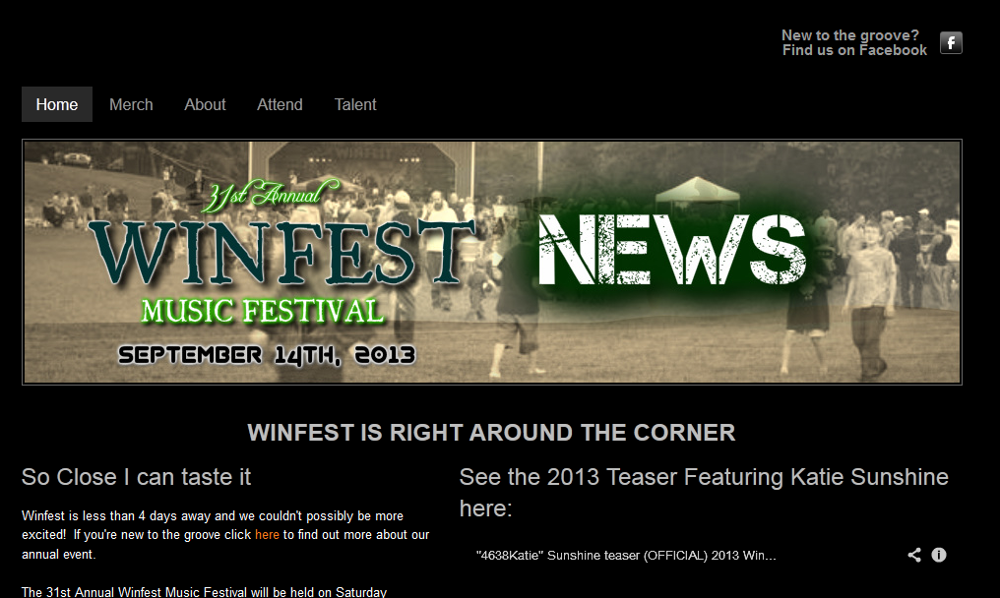 New to the groove?
Find us on Facebook
f
Home Merch About Attend Talent
WINFEST
31st Annual
WINFEST
MUSIC FESTIVAL
SEPTEMBER 14TH, 2013
NEWS
WINFEST IS RIGHT AROUND THE CORNER
So Close I can taste it
Winfest is less than 4 days away and we couldn't possibly be more
excited! If you're new to the groove click here to find out more about our
annual event.
The 31st Annual Winfest Music Festival will be held on Saturday
See the 2013 Teaser Featuring Katie Sunshine
here:
"4638Katie" Sunshine teaser (OFFICIAL) 2013 Win...